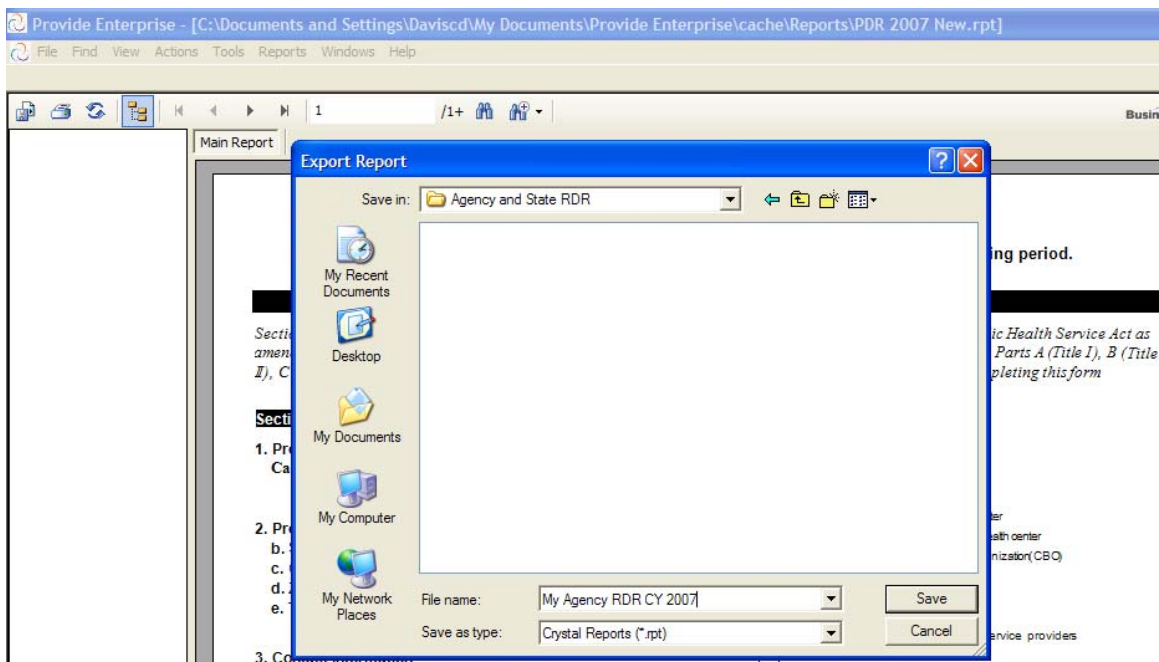 Provide Enterprise - [C:\Documents and Settings\Daviscd\My Documents\Provide Enterprise\cache\Reports\PDR 2007 New.rpt]
File Find View Actions Tools Reports Windows Help
1 /1+
Busin
Main Report
Export Report
Save in: Agency and State RDR
My Recent
Documents
Desktop
My Documents
My Computer
My Network
Places
File name: My Agency RDR CY 2007
Save
Save as type: Crystal Reports (*.rpt)
Cancel
ing period.
Secti
ic Health Service Act as
amen
Parts A (Title I), B (Title
II), C
pleting this form
Secti
1. Pr
Ca
2. Pr
b.
c.
d.
e.
ter
ealth center
nization(CBO)
ervice providers